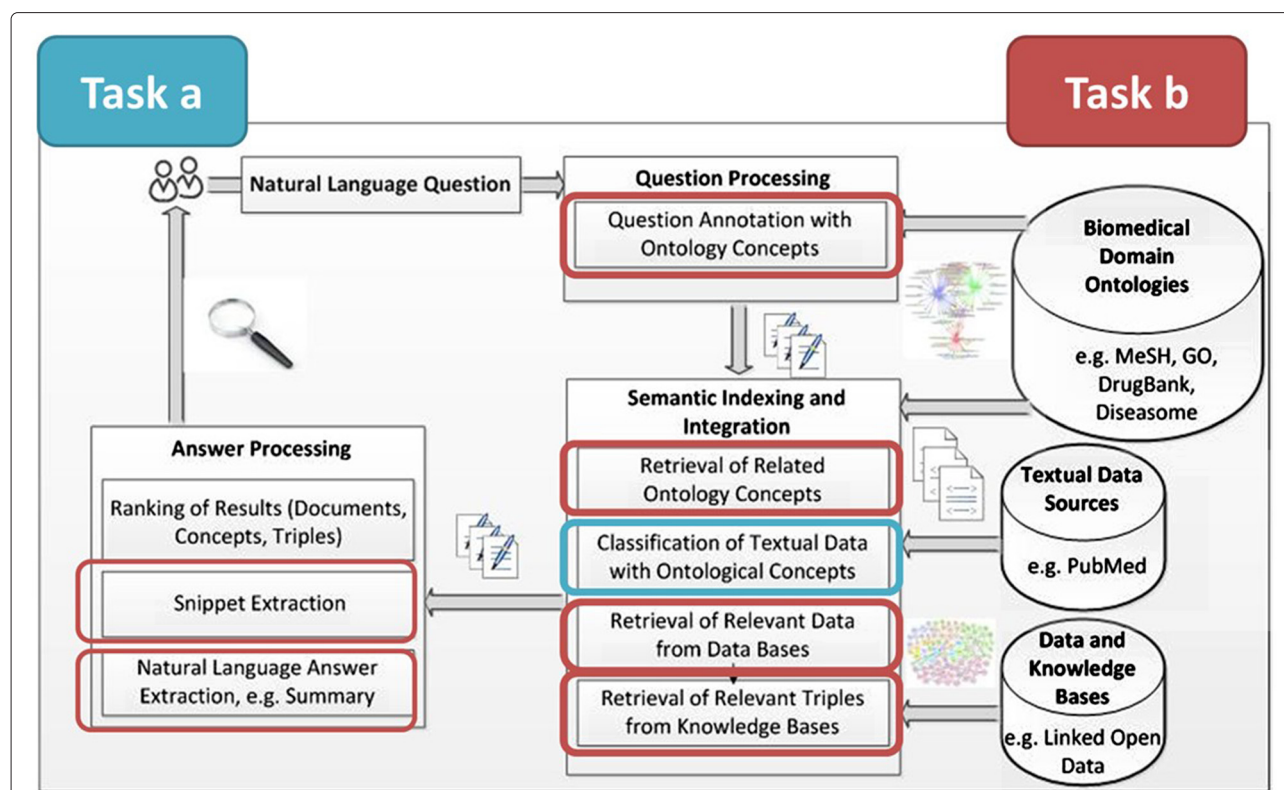 Task a
Task b
Natural Language Question
Question Processing
Question Annotation with
Ontology Concepts
Biomedical
Domain
Ontologies
e.g. MeSH, GO,
DrugBank,
Diseasome
Semantic Indexing and
Integration
Retrieval of Related
Ontology Concepts
Classification of Textual Data
with Ontological Concepts
Retrieval of Relevant Data
from Data Bases
Retrieval of Relevant Triples
from Knowledge Bases
Textual Data
Sources
e.g. PubMed
Data and
Knowledge
Bases
e.g. Linked Open
Data
Answer Processing
Ranking of Results (Documents,
Concepts, Triples)
Snippet Extraction
Natural Language Answer
Extraction, e.g. Summary